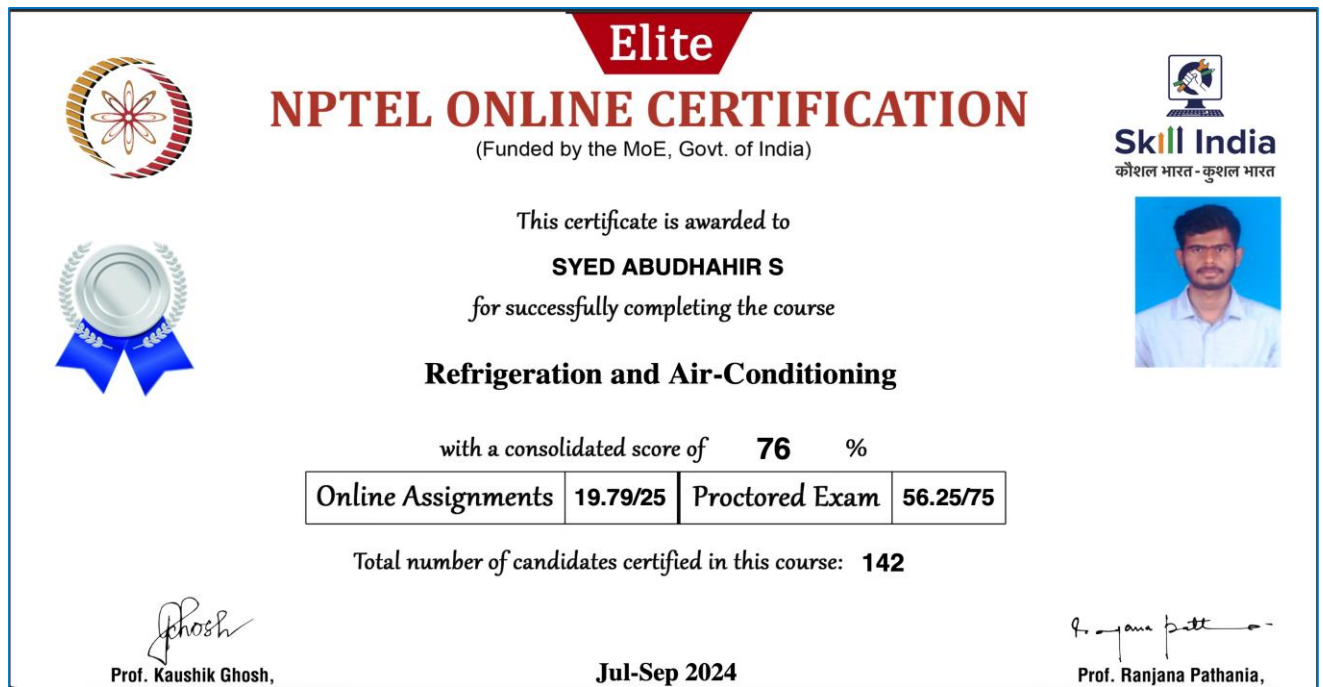 Elite
NPTEL ONLINE CERTIFICATION
(Funded by the MoE, Govt. of India)
Skill India
कौशल भारत - कुशल भारत
This certificate is awarded to
SYED ABUDHAHIR S
for successfully completing the course
Refrigeration and Air-Conditioning
with a consolidated score of 76 %
Online Assignments 19.79/25 Proctored Exam 56.25/75
Total number of candidates certified in this course: 142
Prof. Kaushik Ghosh,
Jul-Sep 2024
Prof. Ranjana Pathania,